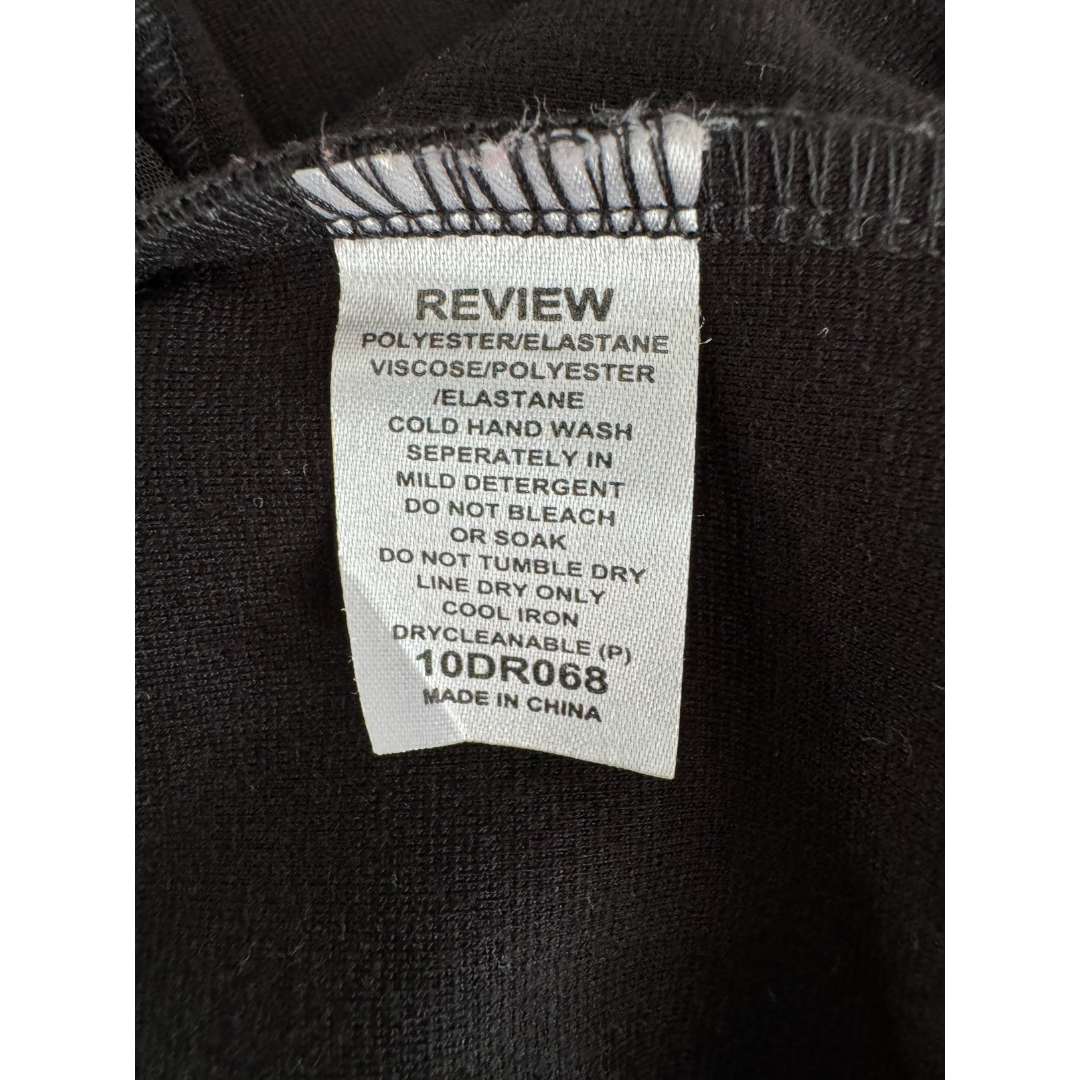 REVIEW
POLYESTER/ELASTANE
VISCOSE/POLYESTER
/ELASTANE
COLD HAND WASH
SEPERATELY IN
MILD DETERGENT
DO NOT BLEACH
OR SOAK
DO NOT TUMBLE DRY
LINE DRY ONLY
COOL IRON
DRYCLEANABLE (P)
10DR068
MADE IN CHINA